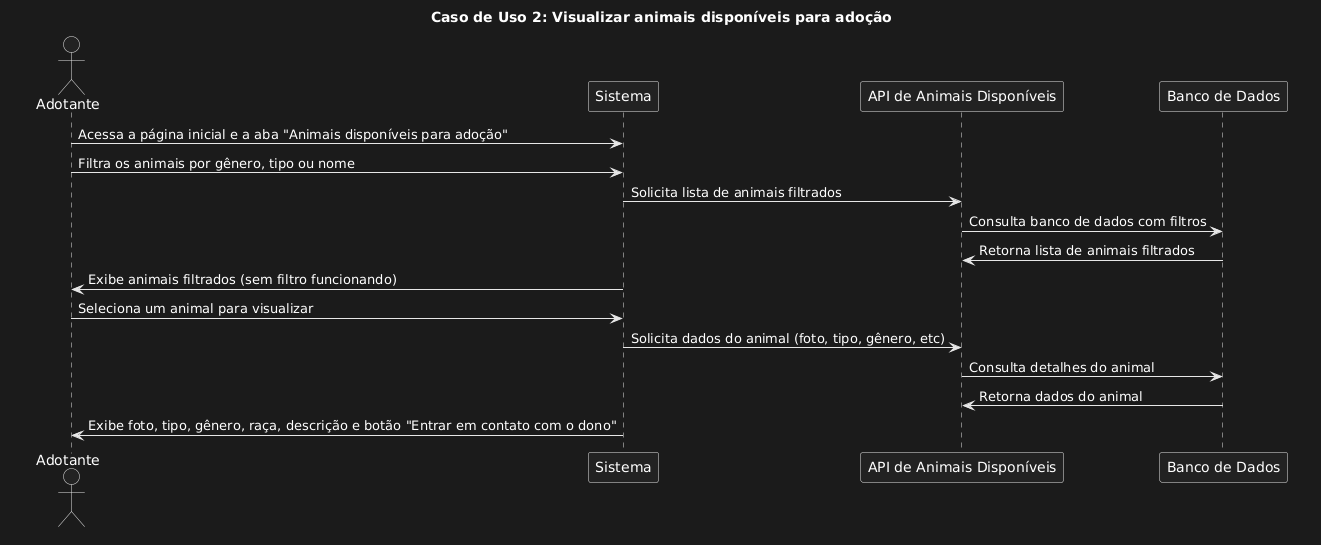 Caso de Uso 2: Visualizar animais disponíveis para adoção
Adotante
Sistema
API de Animais Disponíveis
Banco de Dados
Acessa a página inicial e a aba "Animais disponíveis para adoção"
Filtra os animais por gênero, tipo ou nome
Solicita lista de animais filtrados
Consulta banco de dados com filtros
Retorna lista de animais filtrados
Exibe animais filtrados (sem filtro funcionando)
Seleciona um animal para visualizar
Solicita dados do animal (foto, tipo, gênero, etc)
Consulta detalhes do animal
Retorna dados do animal
Exibe foto, tipo, gênero, raça, descrição e botão "Entrar em contato com o dono"
Adotante
Sistema
API de Animais Disponíveis
Banco de Dados